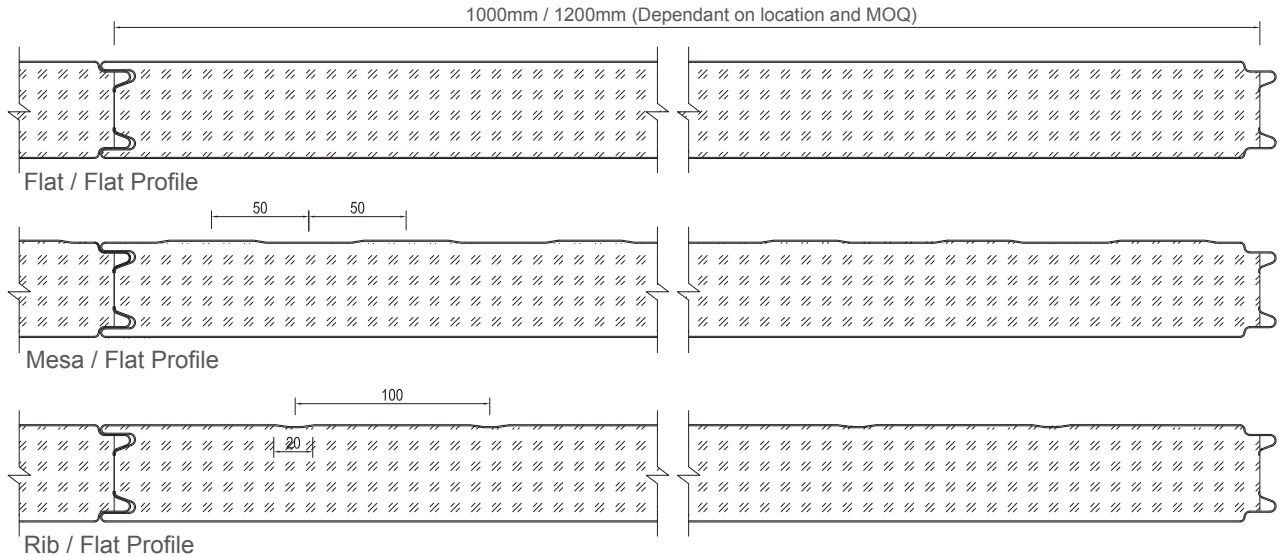 1000mm / 1200mm (Dependant on location and MOQ)
Flat / Flat Profile
50 50
Mesa / Flat Profile
100
20
Rib / Flat Profile